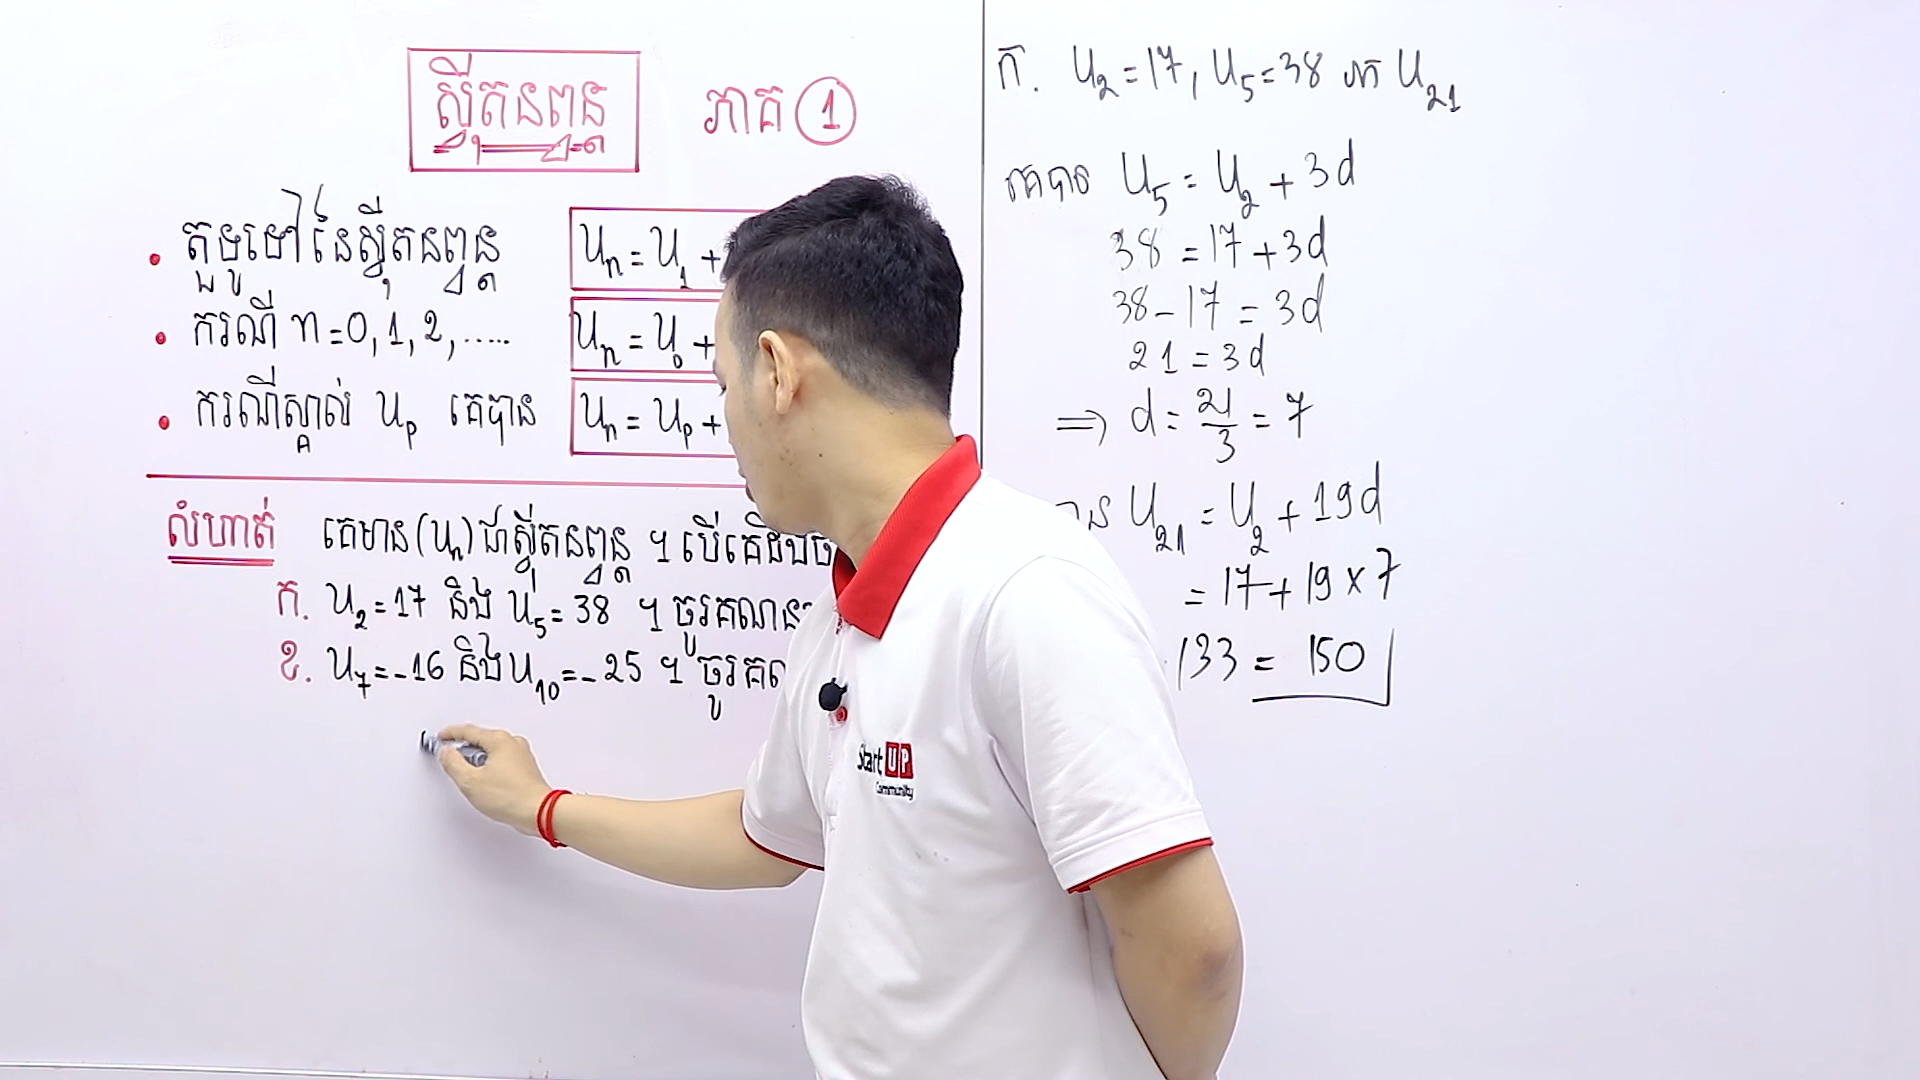 ស្វ៊ីតនព្វន្ត
ភាគ 1
• តួទូទៅនៃស្វ៊ីតនព្វន្ត Uₙ = U₁ +
• ករណី n = 0, 1, 2, ..... Uₙ = U₀ +
• ករណីស្គាល់ Uₚ គេបាន Uₙ = Uₚ +
លំហាត់ គេមាន (Uₙ) ជាស្វ៊ីតនព្វន្ត ។ បើគេដឹងថា
ក. U₂ = 17 និង U₅ = 38 ។ ចូរគណនា
ខ. U₇ = -16 និង U₁₀ = -25 ។ ចូរ
ក. U₂ = 17, U₅ = 38 រក U₂₁
គេបាន U₅ = U₂ + 3d
38 = 17 + 3d
38 - 17 = 3d
21 = 3d
⇒ d = 21/3 = 7
U₂₁ = U₂ + 19d
= 17 + 19 × 7
133 = 150
Start UP
Community